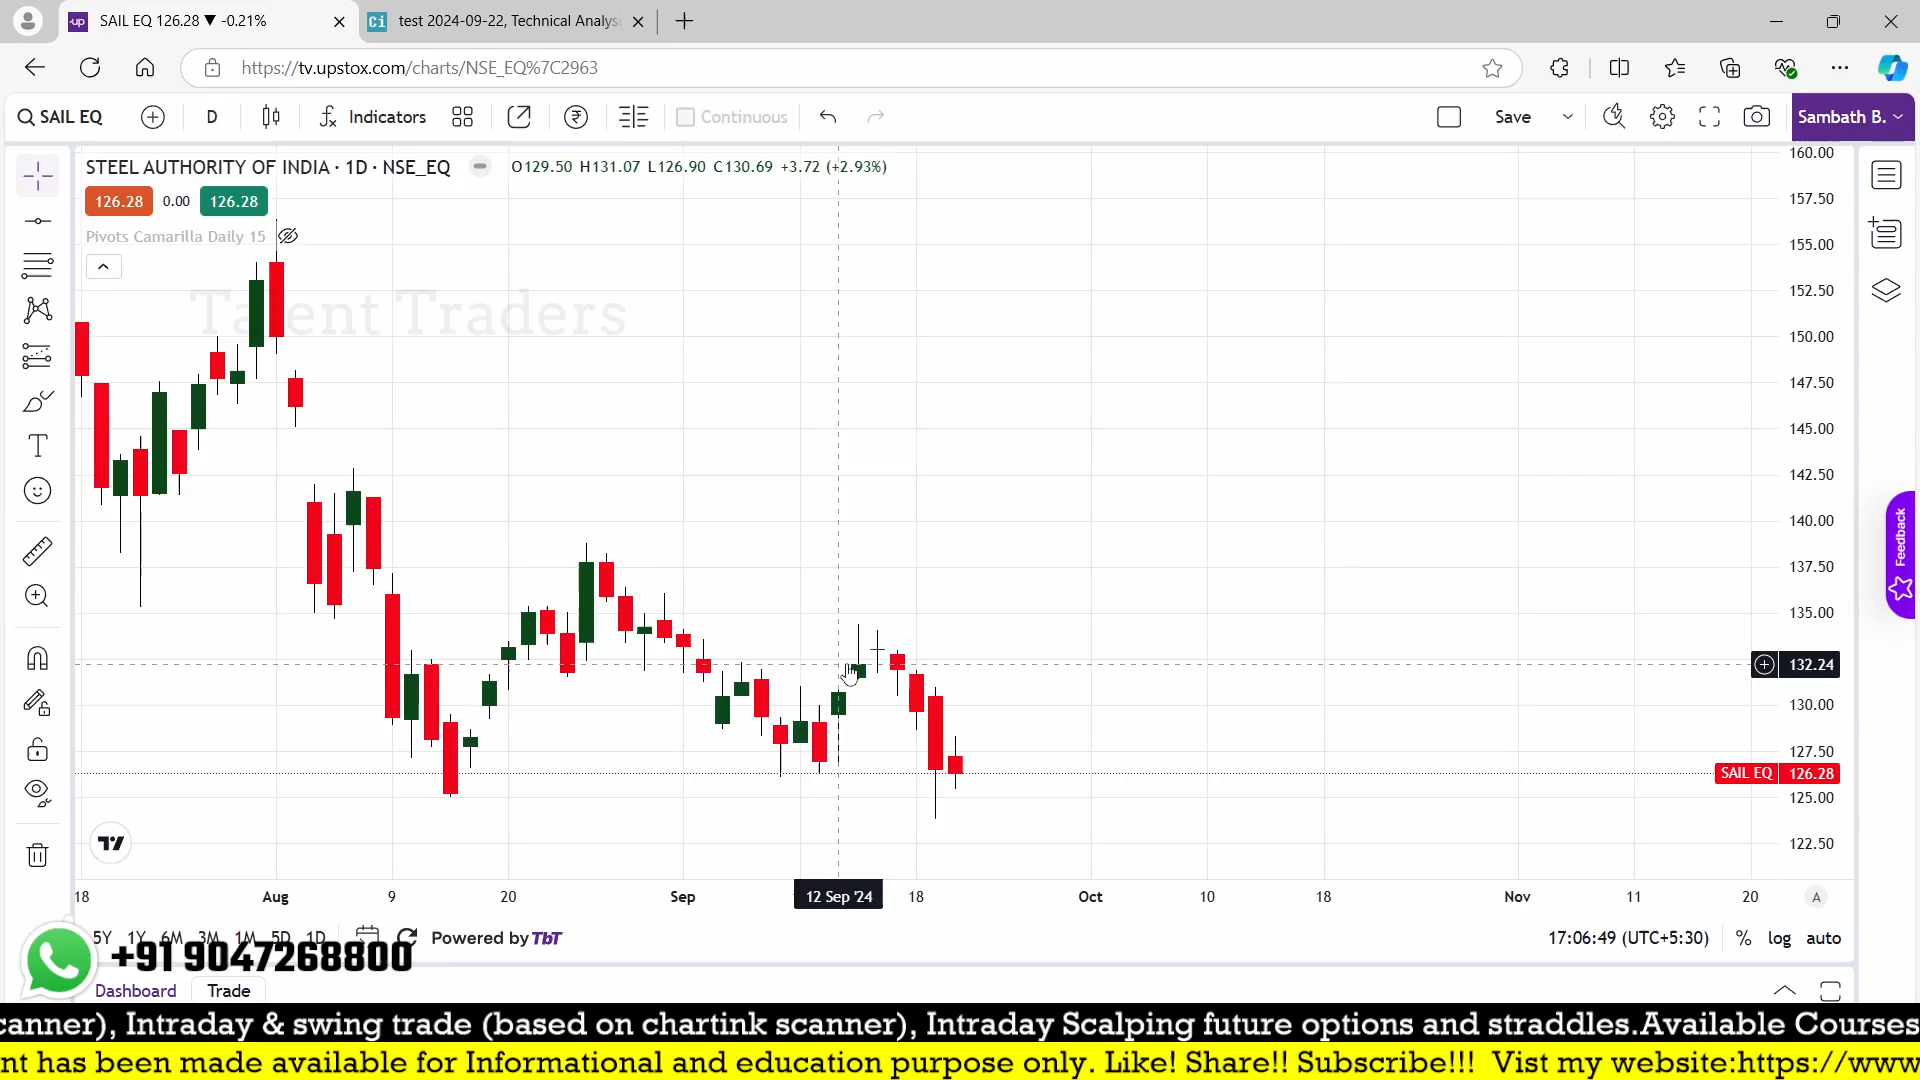 SAIL EQ 126.28 ▼ -0.21%
test 2024-09-22, Technical Analys
https://tv.upstox.com/charts/NSE_EQ%7C2963
SAIL EQ D Indicators Continuous Save Sambath B.
STEEL AUTHORITY OF INDIA · 1D · NSE_EQ O129.50 H131.07 L126.90 C130.69 +3.72 (+2.93%)
126.28 0.00 126.28
Pivots Camarilla Daily 15
Talent Traders
160.00
157.50
155.00
152.50
150.00
147.50
145.00
142.50
140.00
137.50
135.00
132.24
130.00
127.50
SAIL EQ 126.28
125.00
122.50
Feedback
18 Aug 9 20 Sep 12 Sep '24 18 Oct 10 18 Nov 11 20 A
5Y 1Y 6M 3M 1M 5D 1D Powered by TbT 17:06:49 (UTC+5:30) % log auto
+91 9047268800
Dashboard Trade
canner), Intraday & swing trade (based on chartink scanner), Intraday Scalping future options and straddles.Available Courses
nt has been made available for Informational and education purpose only. Like! Share!! Subscribe!!! Vist my website:https://www